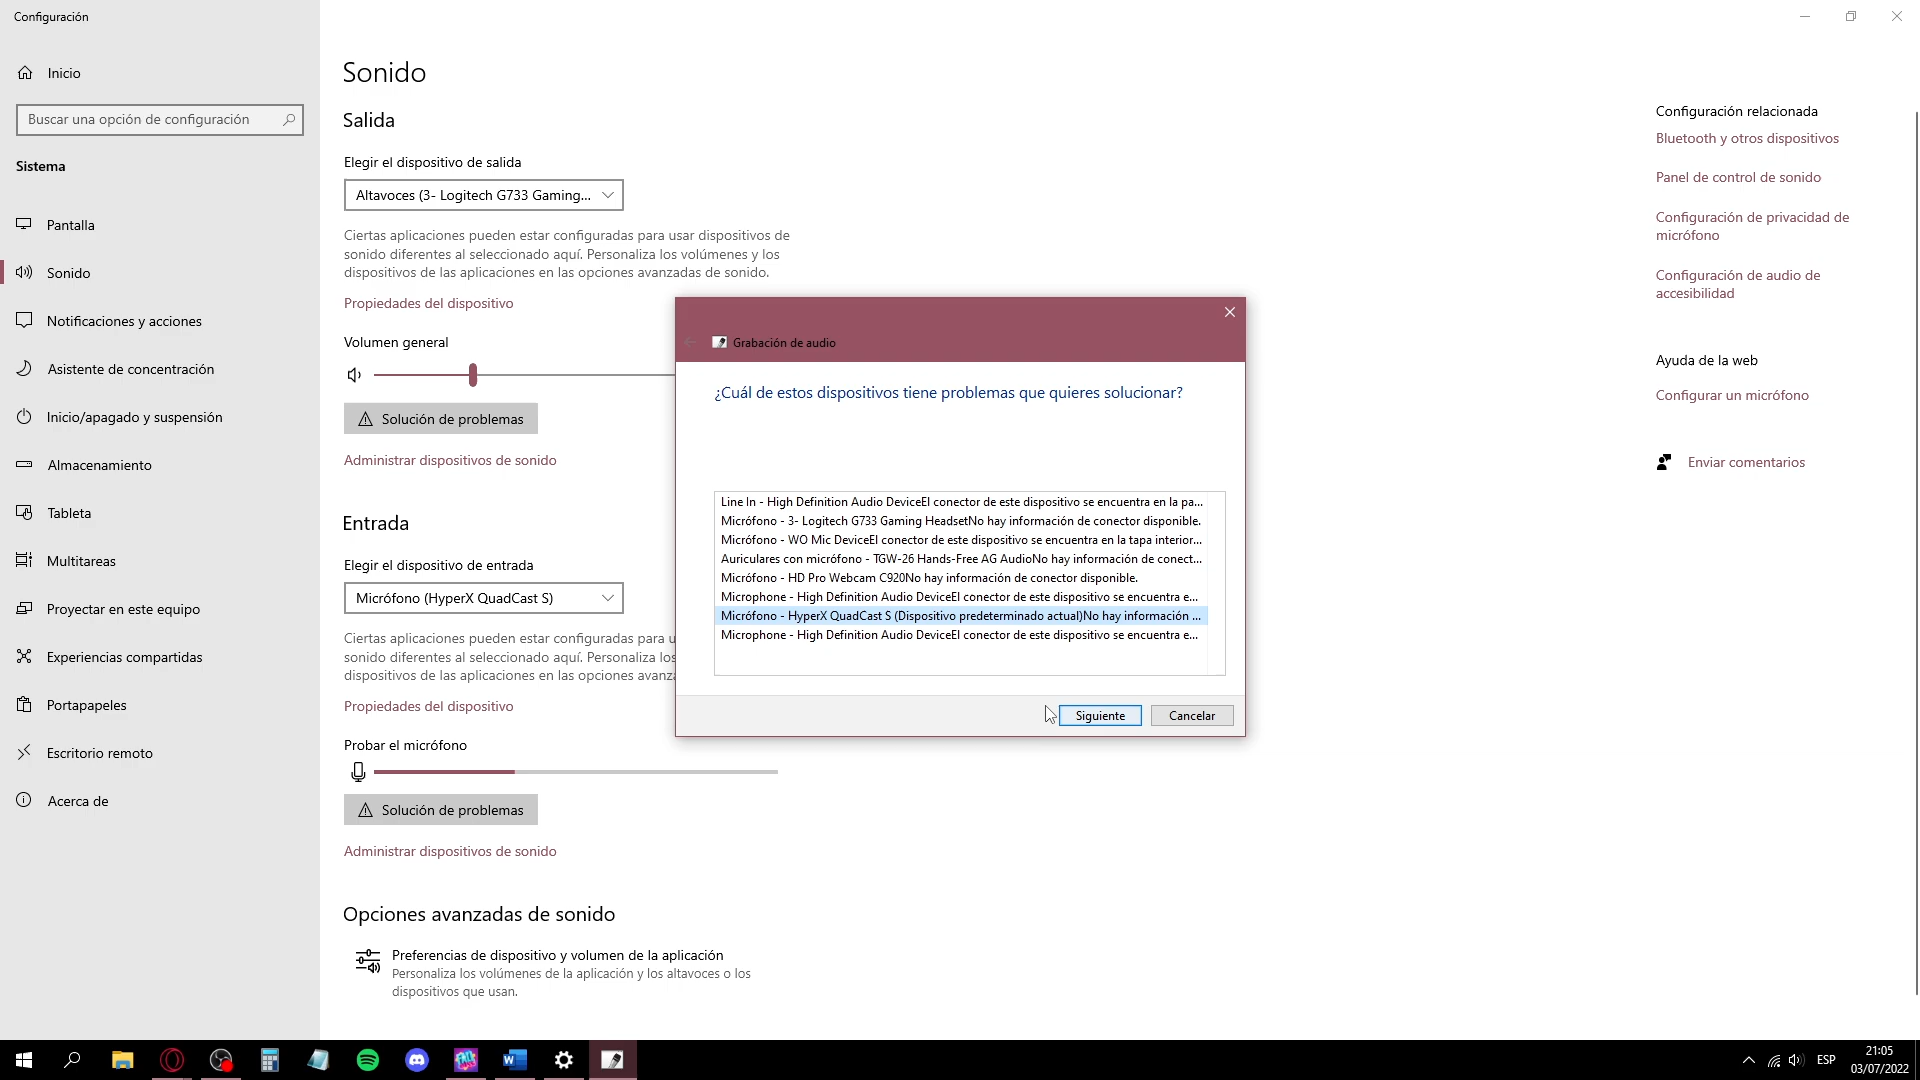 Configuración
Inicio
Buscar una opción de configuración
Sistema
Pantalla
Sonido
Notificaciones y acciones
Asistente de concentración
Inicio/apagado y suspensión
Almacenamiento
Tableta
Multitareas
Proyectar en este equipo
Experiencias compartidas
Portapapeles
Escritorio remoto
Acerca de
Sonido
Salida
Elegir el dispositivo de salida
Altavoces (3- Logitech G733 Gaming...
Ciertas aplicaciones pueden estar configuradas para usar dispositivos de
sonido diferentes al seleccionado aquí. Personaliza los volúmenes y los
dispositivos de las aplicaciones en las opciones avanzadas de sonido.
Propiedades del dispositivo
Volumen general
Solución de problemas
Administrar dispositivos de sonido
Entrada
Elegir el dispositivo de entrada
Micrófono (HyperX QuadCast S)
Ciertas aplicaciones pueden estar configuradas para u
sonido diferentes al seleccionado aquí. Personaliza los
dispositivos de las aplicaciones en las opciones avanza
Propiedades del dispositivo
Probar el micrófono
Solución de problemas
Administrar dispositivos de sonido
Opciones avanzadas de sonido
Preferencias de dispositivo y volumen de la aplicación
Personaliza los volúmenes de la aplicación y los altavoces o los
dispositivos que usan.
Grabación de audio
¿Cuál de estos dispositivos tiene problemas que quieres solucionar?
Line In - High Definition Audio DeviceEl conector de este dispositivo se encuentra en la pa...
Micrófono - 3- Logitech G733 Gaming HeadsetNo hay información de conector disponible.
Micrófono - WO Mic DeviceEl conector de este dispositivo se encuentra en la tapa interior...
Auriculares con micrófono - TGW-26 Hands-Free AG AudioNo hay información de conect...
Micrófono - HD Pro Webcam C920No hay información de conector disponible.
Microphone - High Definition Audio DeviceEl conector de este dispositivo se encuentra e...
Micrófono - HyperX QuadCast S (Dispositivo predeterminado actual)No hay información ...
Microphone - High Definition Audio DeviceEl conector de este dispositivo se encuentra e...
Siguiente
Cancelar
Configuración relacionada
Bluetooth y otros dispositivos
Panel de control de sonido
Configuración de privacidad de
micrófono
Configuración de audio de
accesibilidad
Ayuda de la web
Configurar un micrófono
Enviar comentarios
ESP
21:05
03/07/2022